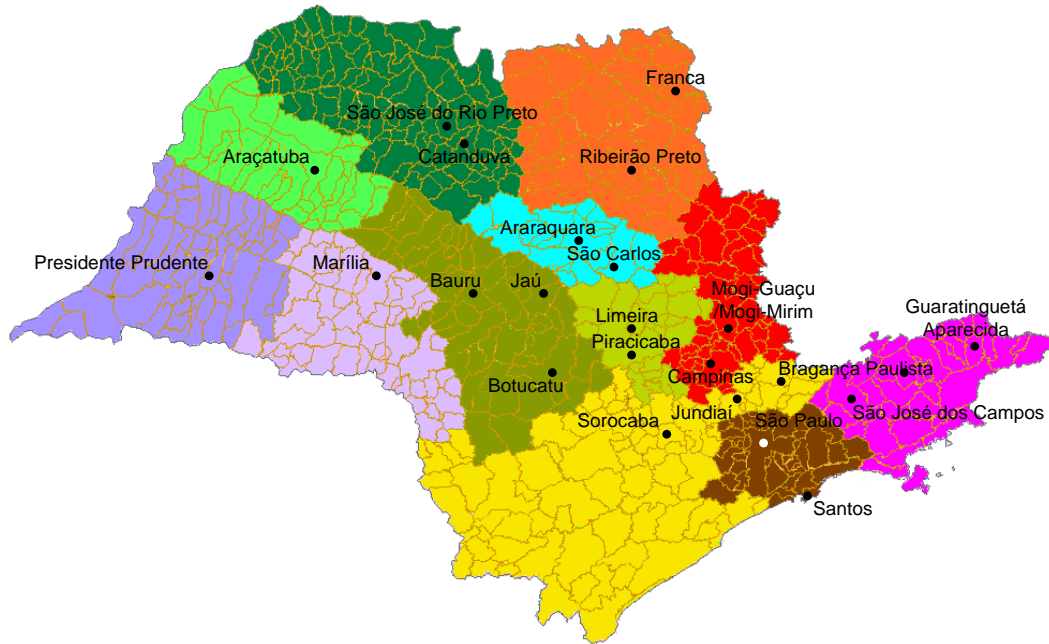 Franca
São José do Rio Preto
Catanduva
Araçatuba
Ribeirão Preto
Araraquara
São Carlos
Presidente Prudente
Marília
Bauru
Jaú
Mogi-Guaçu
/Mogi-Mirim
Guaratinguetá
Aparecida
Limeira
Piracicaba
Botucatu
Campinas
Bragança Paulista
Jundiaí
São José dos Campos
Sorocaba
São Paulo
Santos